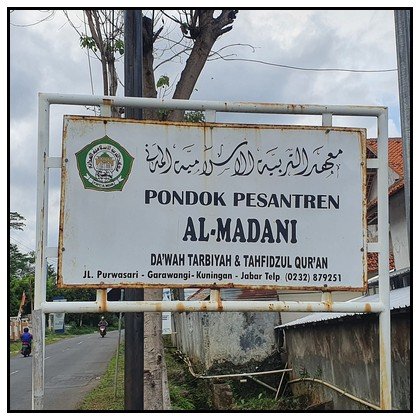 معهد التربية الإسلامية المدني
PONDOK PESANTREN
AL-MADANI
DA'WAH TARBIYAH & TAHFIDZUL QUR'AN
JL. Purwasari - Garawangi - Kuningan - Jabar Telp (0232) 879251